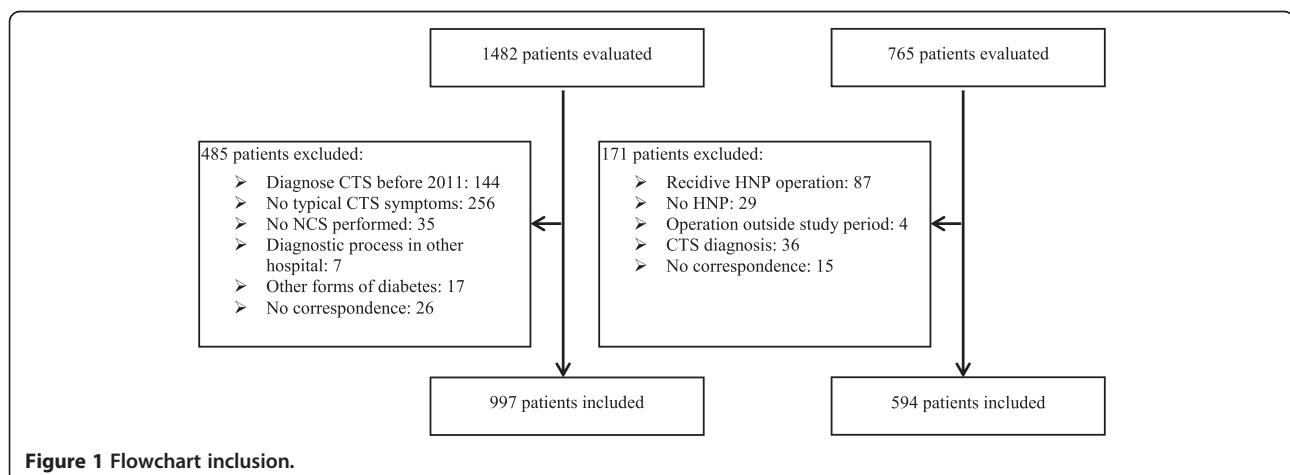 1482 patients evaluated
765 patients evaluated
485 patients excluded:
➤ Diagnose CTS before 2011: 144
➤ No typical CTS symptoms: 256
➤ No NCS performed: 35
➤ Diagnostic process in other
hospital: 7
➤ Other forms of diabetes: 17
➤ No correspondence: 26
171 patients excluded:
➤ Recidive HNP operation: 87
➤ No HNP: 29
➤ Operation outside study period: 4
➤ CTS diagnosis: 36
➤ No correspondence: 15
997 patients included
594 patients included
Figure 1 Flowchart inclusion.